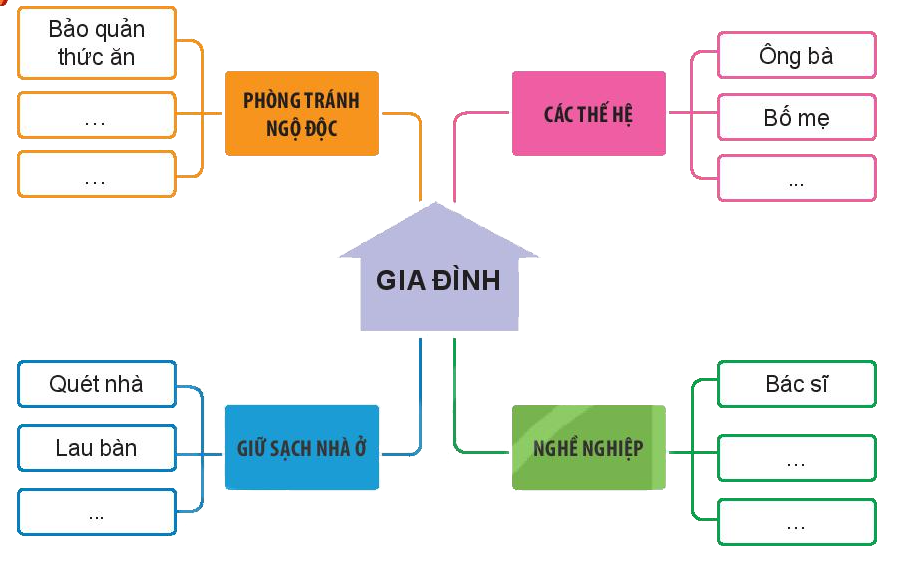 Bảo quản
thức ăn
...
...
PHÒNG TRÁNH
NGỘ ĐỘC
CÁC THẾ HỆ
Ông bà
Bố mẹ
...
GIA ĐÌNH
Quét nhà
Lau bàn
...
GIỮ SẠCH NHÀ Ở
NGHỀ NGHIỆP
Bác sĩ
...
...